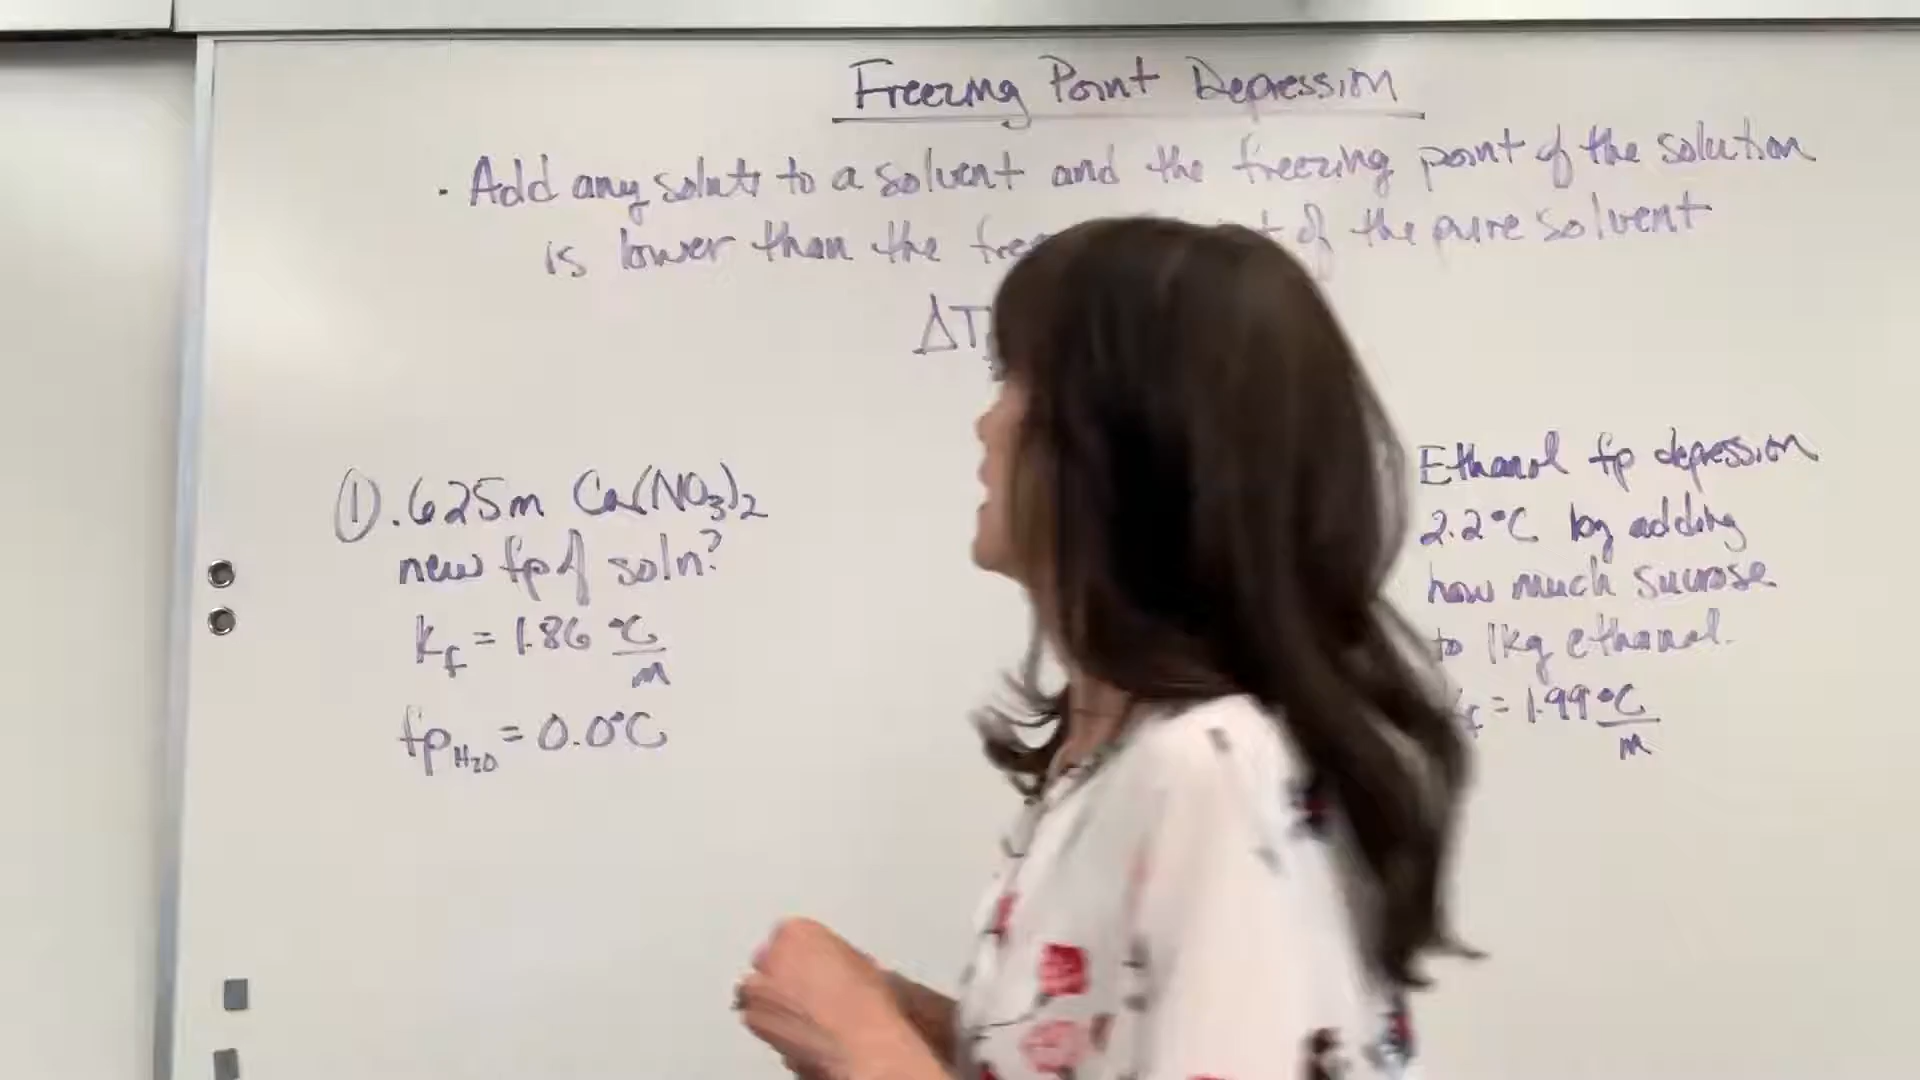 Freezing Point Depression
· Add any solute to a solvent and the freezing point of the solution
is lower than the of the pure solvent
ΔT
① .625m Ca(NO₃)₂
new fp of soln?
Kf = 1.86 °C/m
fp H₂O = 0.0°C
Ethanol fp depression
2.2°C by adding
how much sucrose
to 1kg ethanol.
= 1.99 °C/m